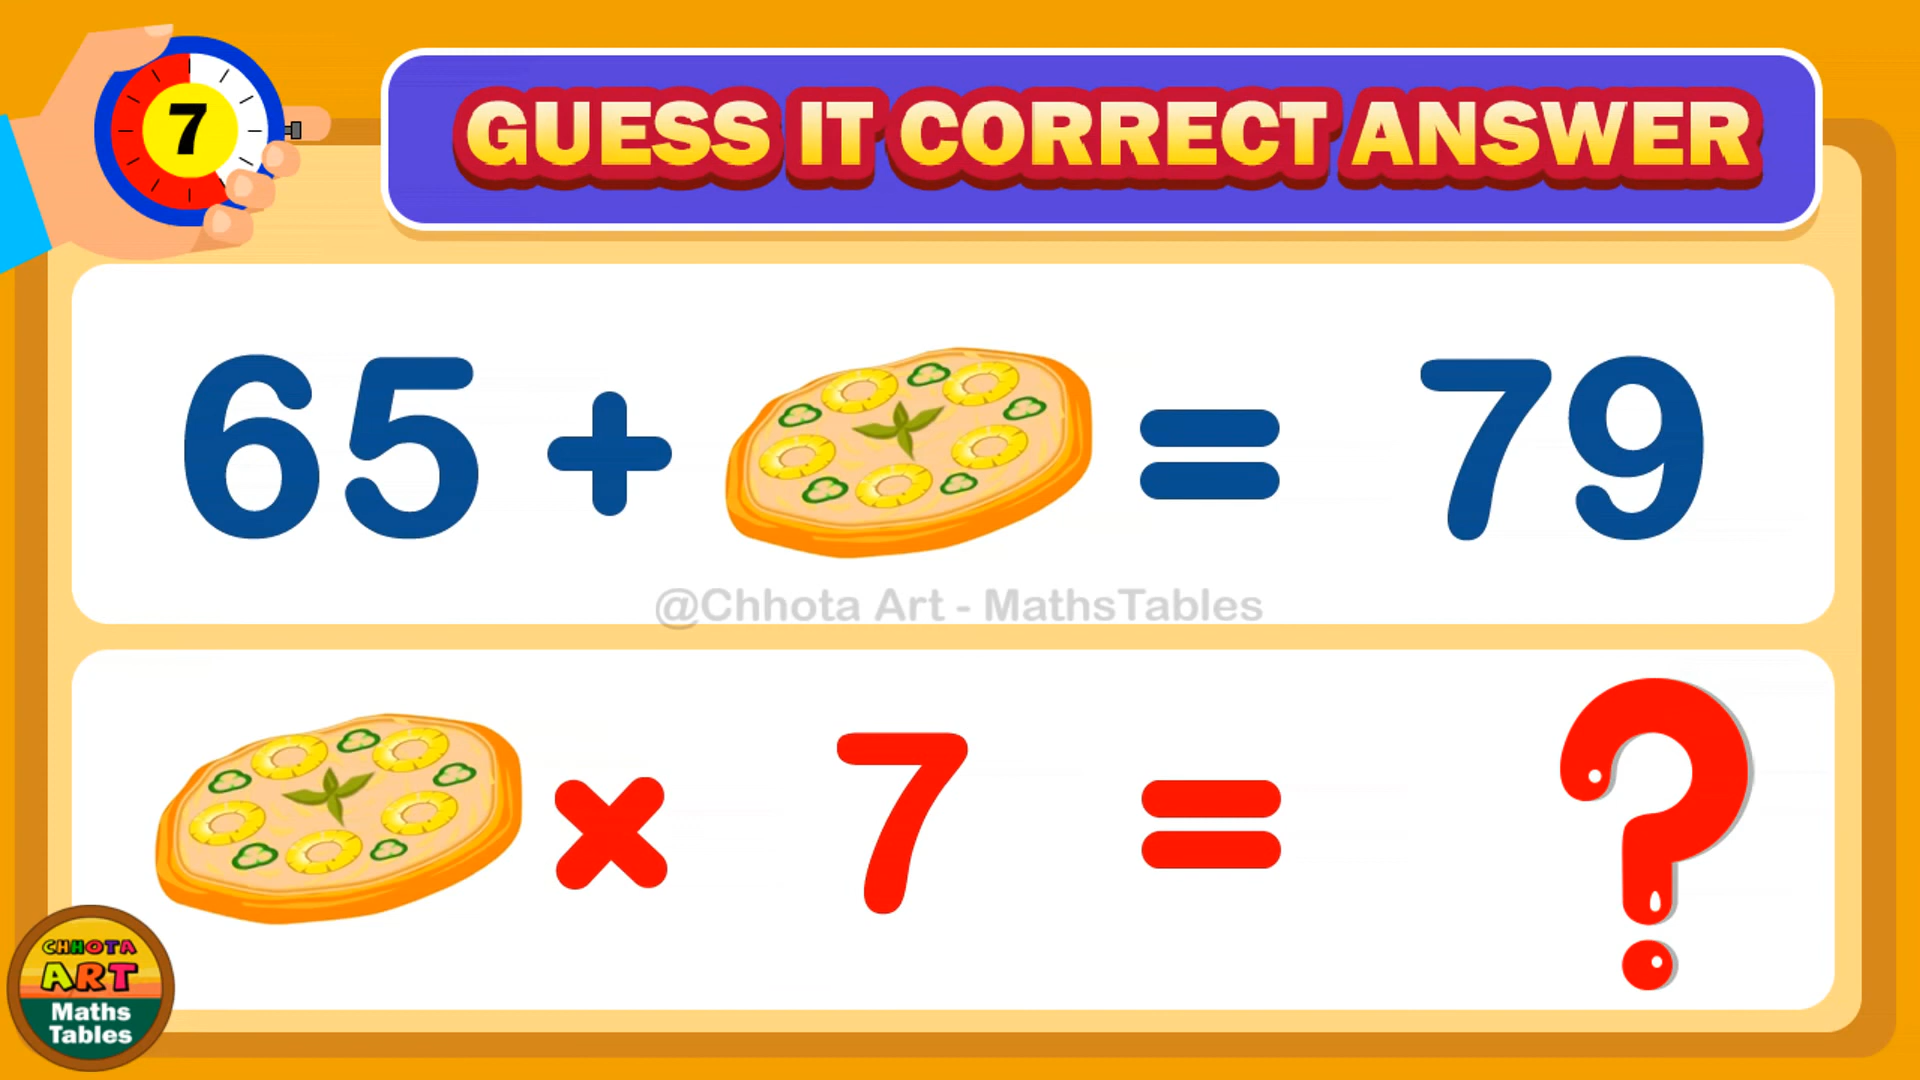 7
GUESS IT CORRECT ANSWER
65 + = 79
@Chhota Art - MathsTables
× 7 = ?
CHHOTA
ART
Maths
Tables